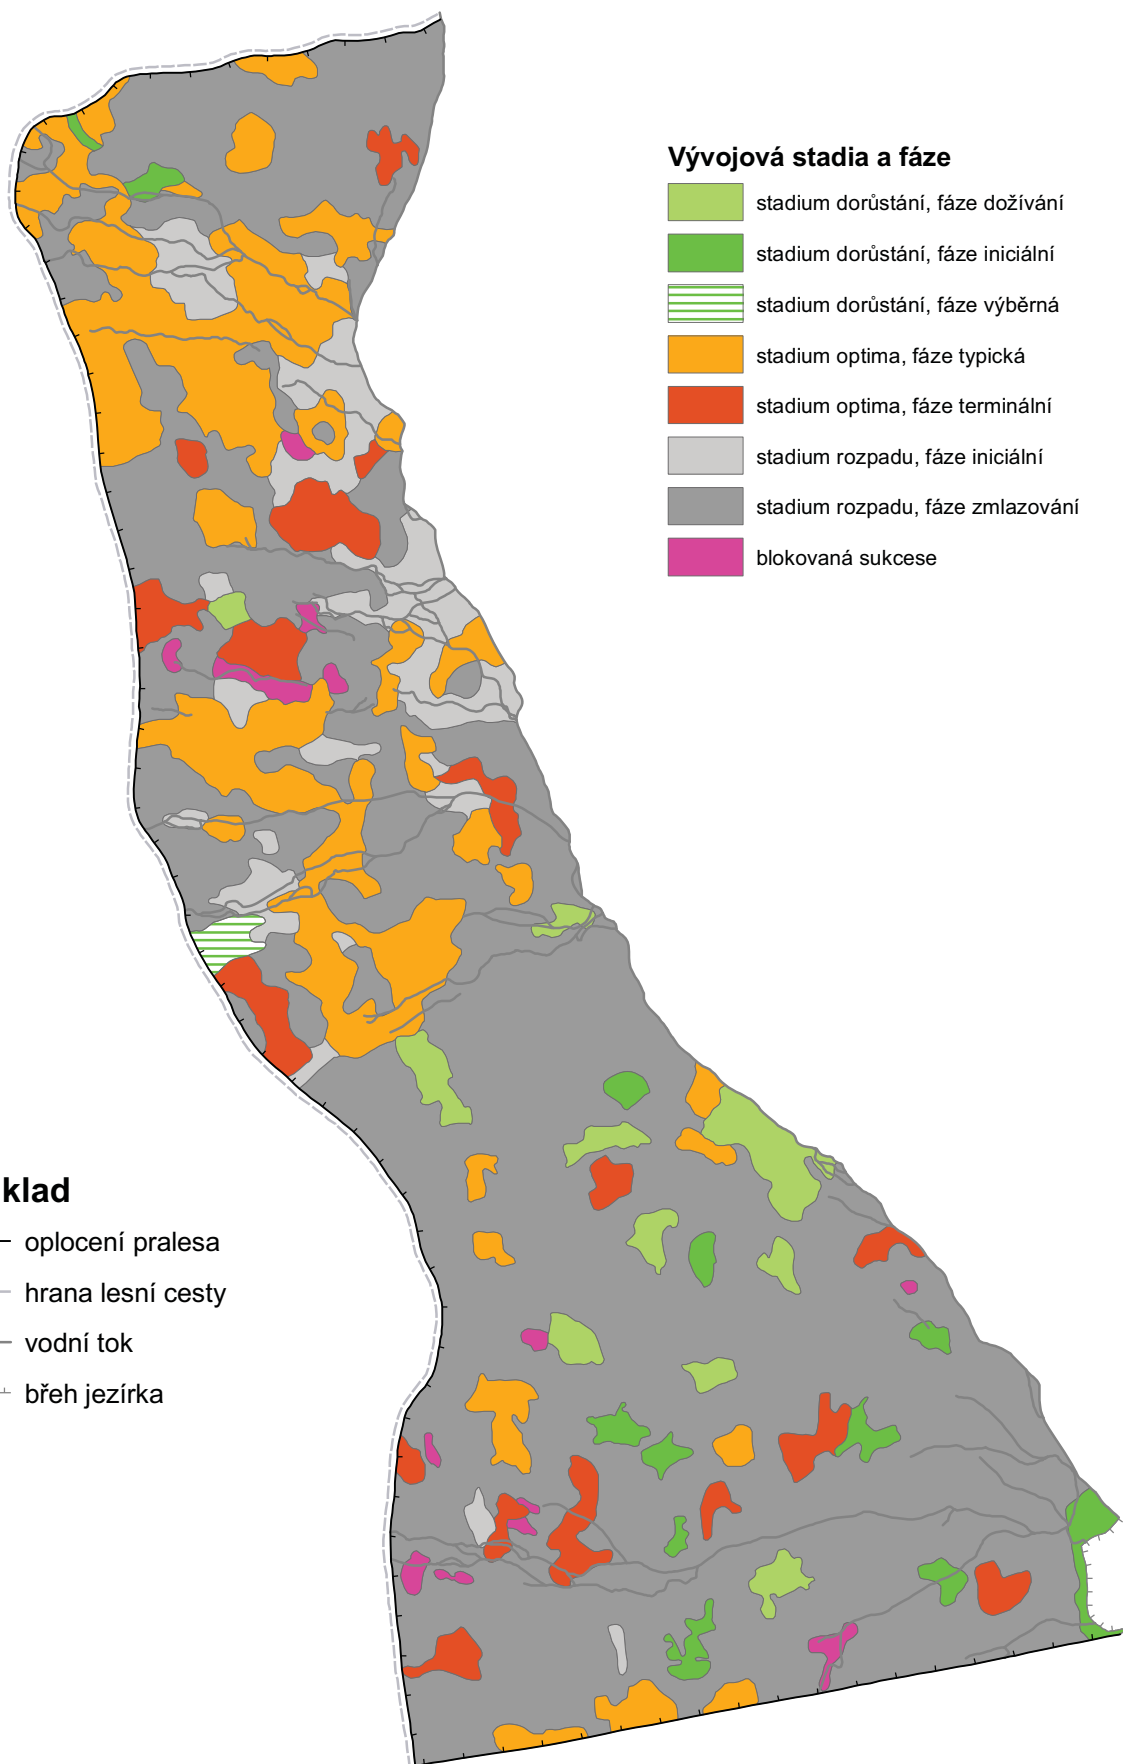 Vývojová stadia a fáze
stadium dorůstání, fáze dožívání
stadium dorůstání, fáze iniciální
stadium dorůstání, fáze výběrná
stadium optima, fáze typická
stadium optima, fáze terminální
stadium rozpadu, fáze iniciální
stadium rozpadu, fáze zmlazování
blokovaná sukcese
klad
oplocení pralesa
hrana lesní cesty
vodní tok
břeh jezírka